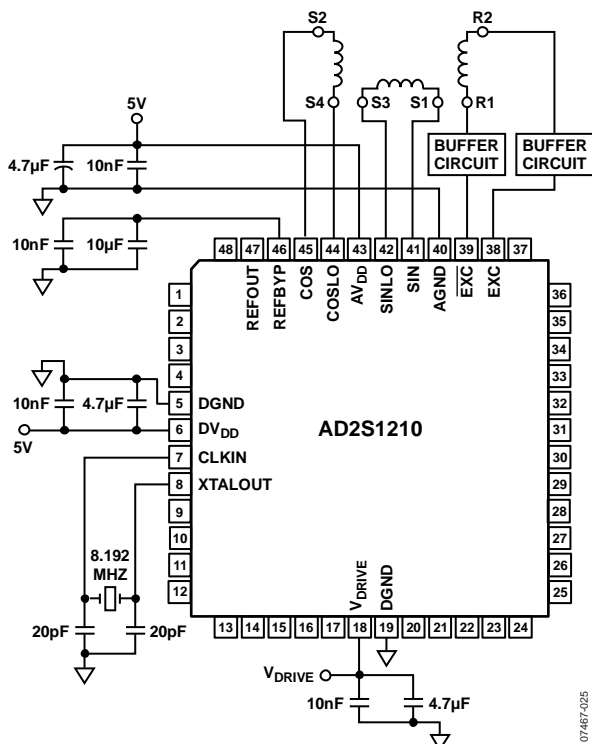 S2
R2
5V
S4
S3
S1
R1
4.7µF
10nF
BUFFER
CIRCUIT
BUFFER
CIRCUIT
10nF
10µF
48
47
46
45
44
43
42
41
40
39
38
37
REFOUT
REFBYP
COS
COSLO
AVDD
SINLO
SIN
AGND
EXC
EXC
1
2
3
4
5
6
7
8
9
10
11
12
DGND
DVDD
CLKIN
XTALOUT
10nF
4.7µF
5V
AD2S1210
36
35
34
33
32
31
30
29
28
27
26
25
8.192
MHZ
20pF
20pF
VDRIVE
DGND
13
14
15
16
17
18
19
20
21
22
23
24
VDRIVE
10nF
4.7µF
07467-025